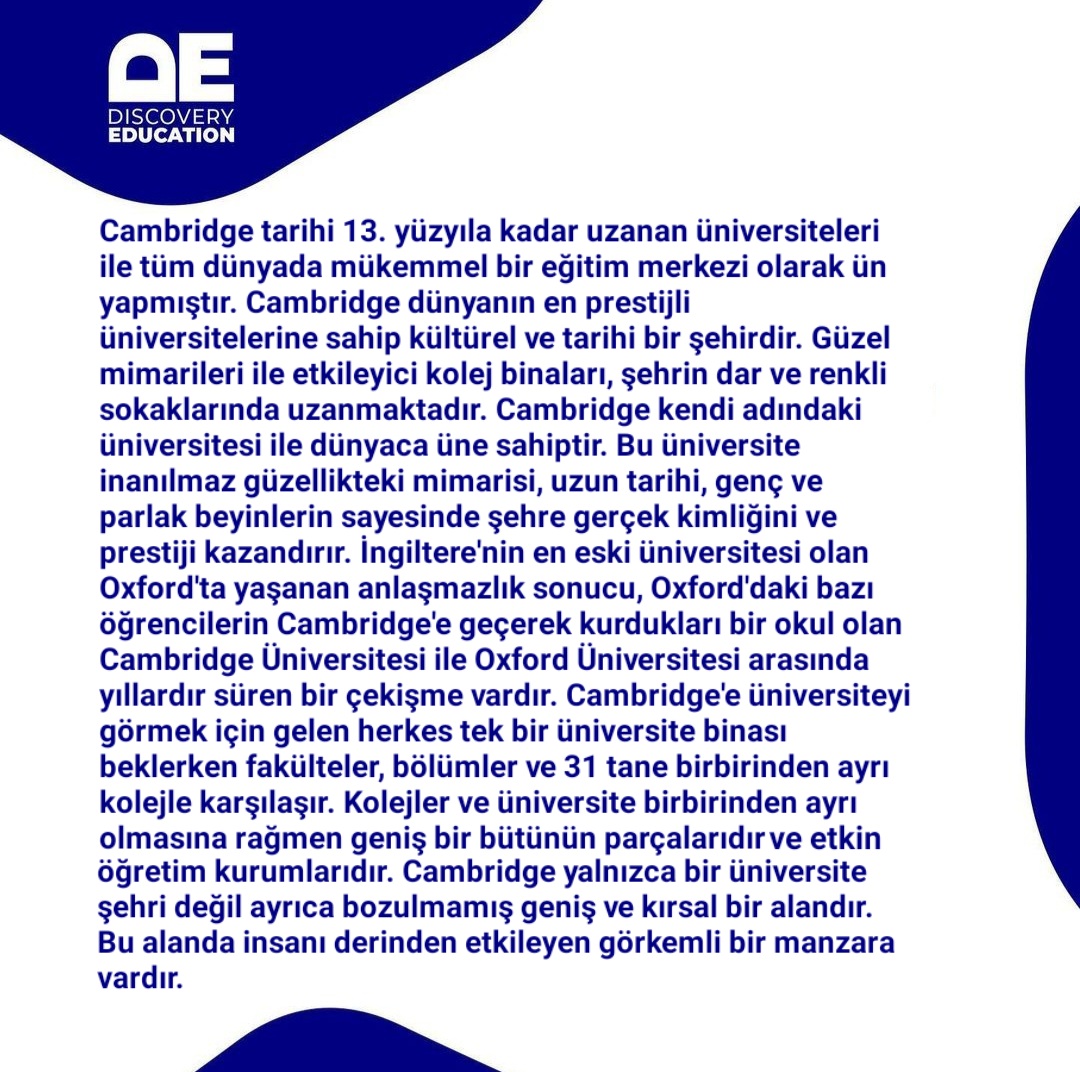 DE
DISCOVERY
EDUCATION
Cambridge tarihi 13. yüzyıla kadar uzanan üniversiteleri
ile tüm dünyada mükemmel bir eğitim merkezi olarak ün
yapmıştır. Cambridge dünyanın en prestijli
üniversitelerine sahip kültürel ve tarihi bir şehirdir. Güzel
mimarileri ile etkileyici kolej binaları, şehrin dar ve renkli
sokaklarında uzanmaktadır. Cambridge kendi adındaki
üniversitesi ile dünyaca üne sahiptir. Bu üniversite
inanılmaz güzellikteki mimarisi, uzun tarihi, genç ve
parlak beyinlerin sayesinde şehre gerçek kimliğini ve
prestiji kazandırır. İngiltere'nin en eski üniversitesi olan
Oxford'ta yaşanan anlaşmazlık sonucu, Oxford'daki bazı
öğrencilerin Cambridge'e geçerek kurdukları bir okul olan
Cambridge Üniversitesi ile Oxford Üniversitesi arasında
yıllardır süren bir çekişme vardır. Cambridge'e üniversiteyi
görmek için gelen herkes tek bir üniversite binası
beklerken fakülteler, bölümler ve 31 tane birbirinden ayrı
kolejle karşılaşır. Kolejler ve üniversite birbirinden ayrı
olmasına rağmen geniş bir bütünün parçalarıdır ve etkin
öğretim kurumlarıdır. Cambridge yalnızca bir üniversite
şehri değil ayrıca bozulmamış geniş ve kırsal bir alandır.
Bu alanda insanı derinden etkileyen görkemli bir manzara
vardır.